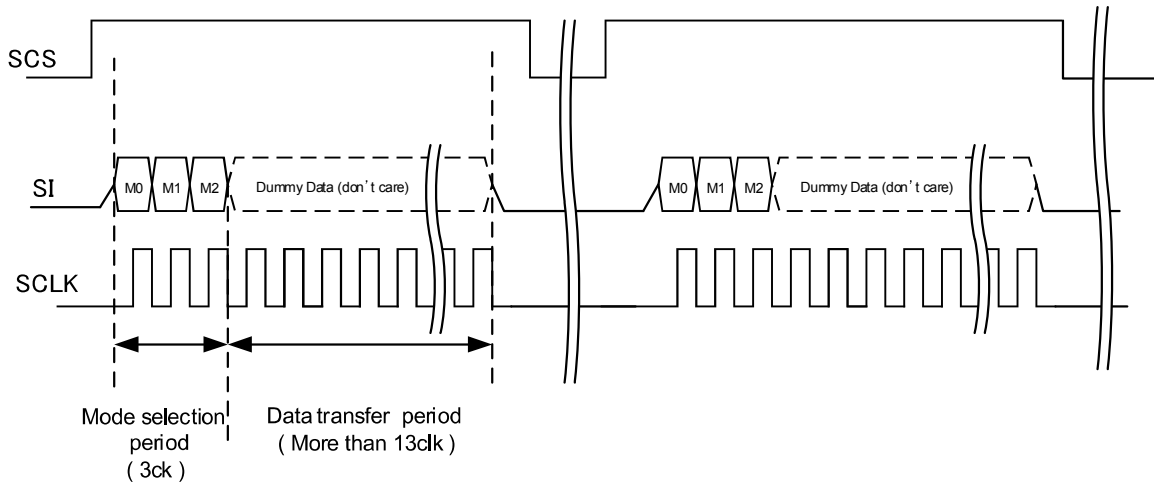 SCS
SI
M0 M1 M2 Dummy Data (don't care)
M0 M1 M2 Dummy Data (don't care)
SCLK
Mode selection
period
( 3ck )
Data transfer period
( More than 13clk )